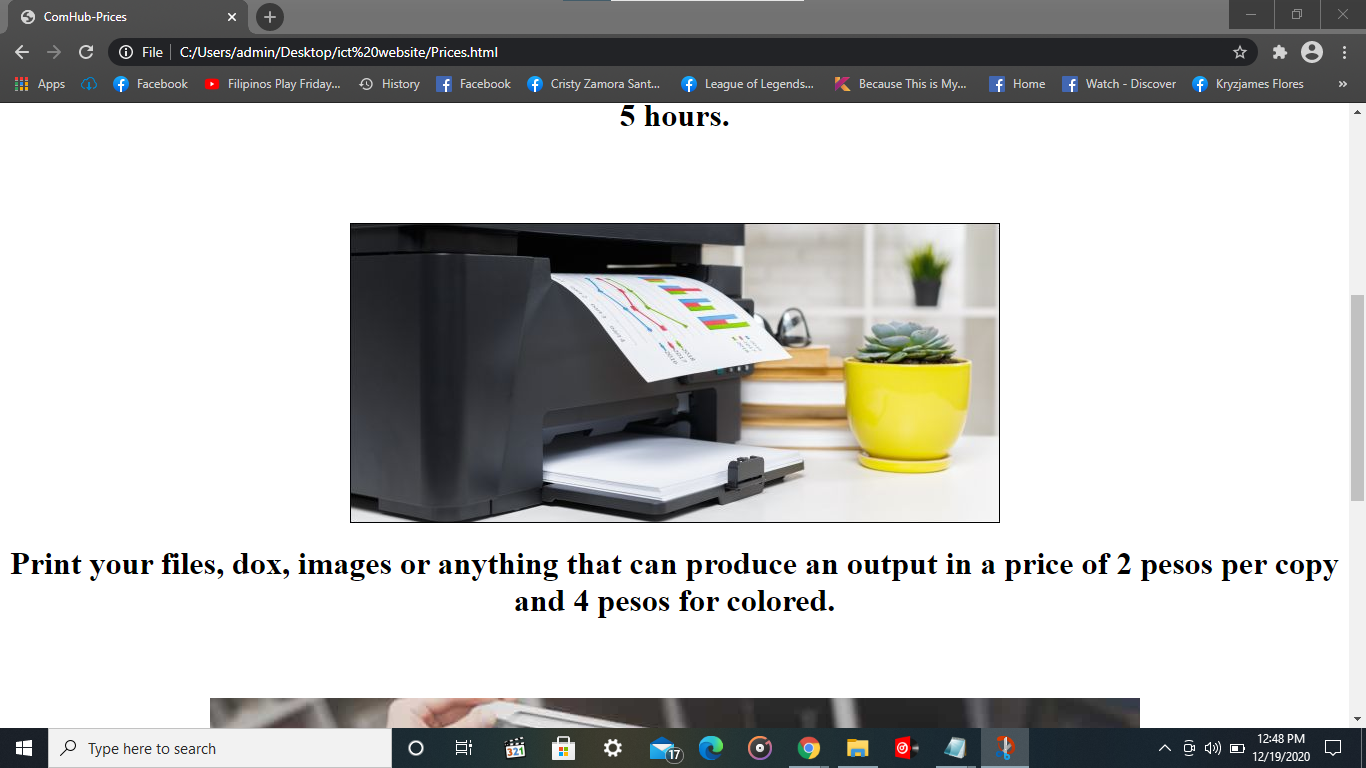 ComHub-Prices
File
C:/Users/admin/Desktop/ict%20website/Prices.html
Apps
Facebook
Filipinos Play Friday...
History
Facebook
Cristy Zamora Sant...
League of Legends...
Because This is My...
Home
Watch - Discover
Kryzjames Flores
»
5 hours.
Print your files, dox, images or anything that can produce an output in a price of 2 pesos per copy
and 4 pesos for colored.
Type here to search
321
17
12:48 PM
12/19/2020